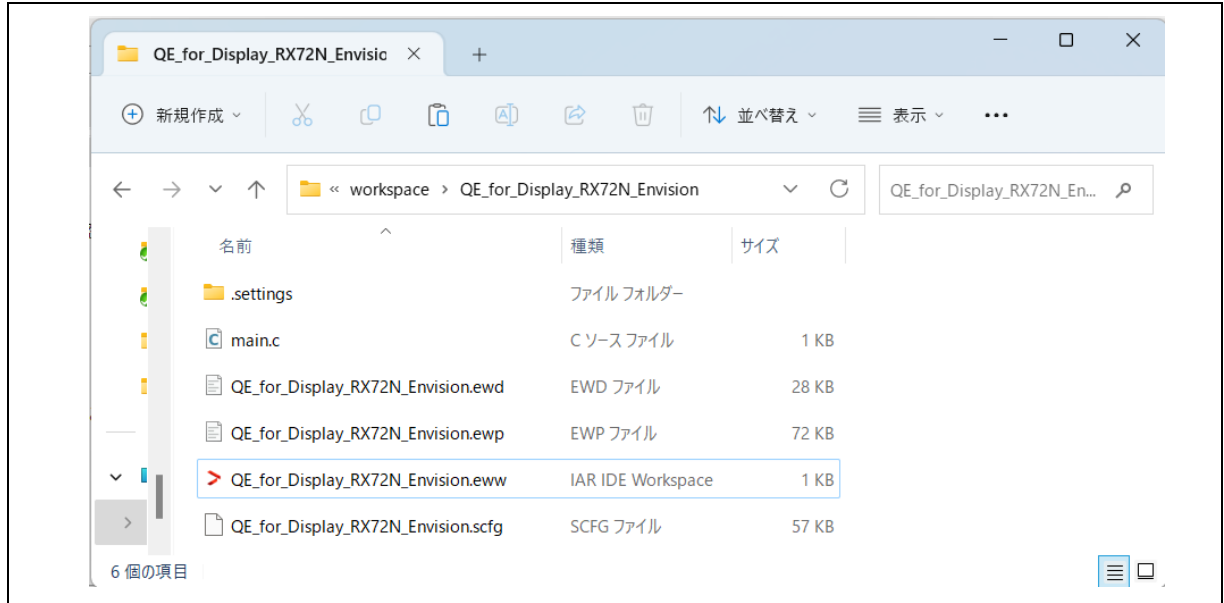 QE_for_Display_RX72N_Envisio
新規作成 並べ替え 表示
« workspace > QE_for_Display_RX72N_Envision QE_for_Display_RX72N_En...
名前 種類 サイズ
.settings ファイル フォルダー
main.c C ソース ファイル 1 KB
QE_for_Display_RX72N_Envision.ewd EWD ファイル 28 KB
QE_for_Display_RX72N_Envision.ewp EWP ファイル 72 KB
QE_for_Display_RX72N_Envision.eww IAR IDE Workspace 1 KB
QE_for_Display_RX72N_Envision.scfg SCFG ファイル 57 KB
6 個の項目